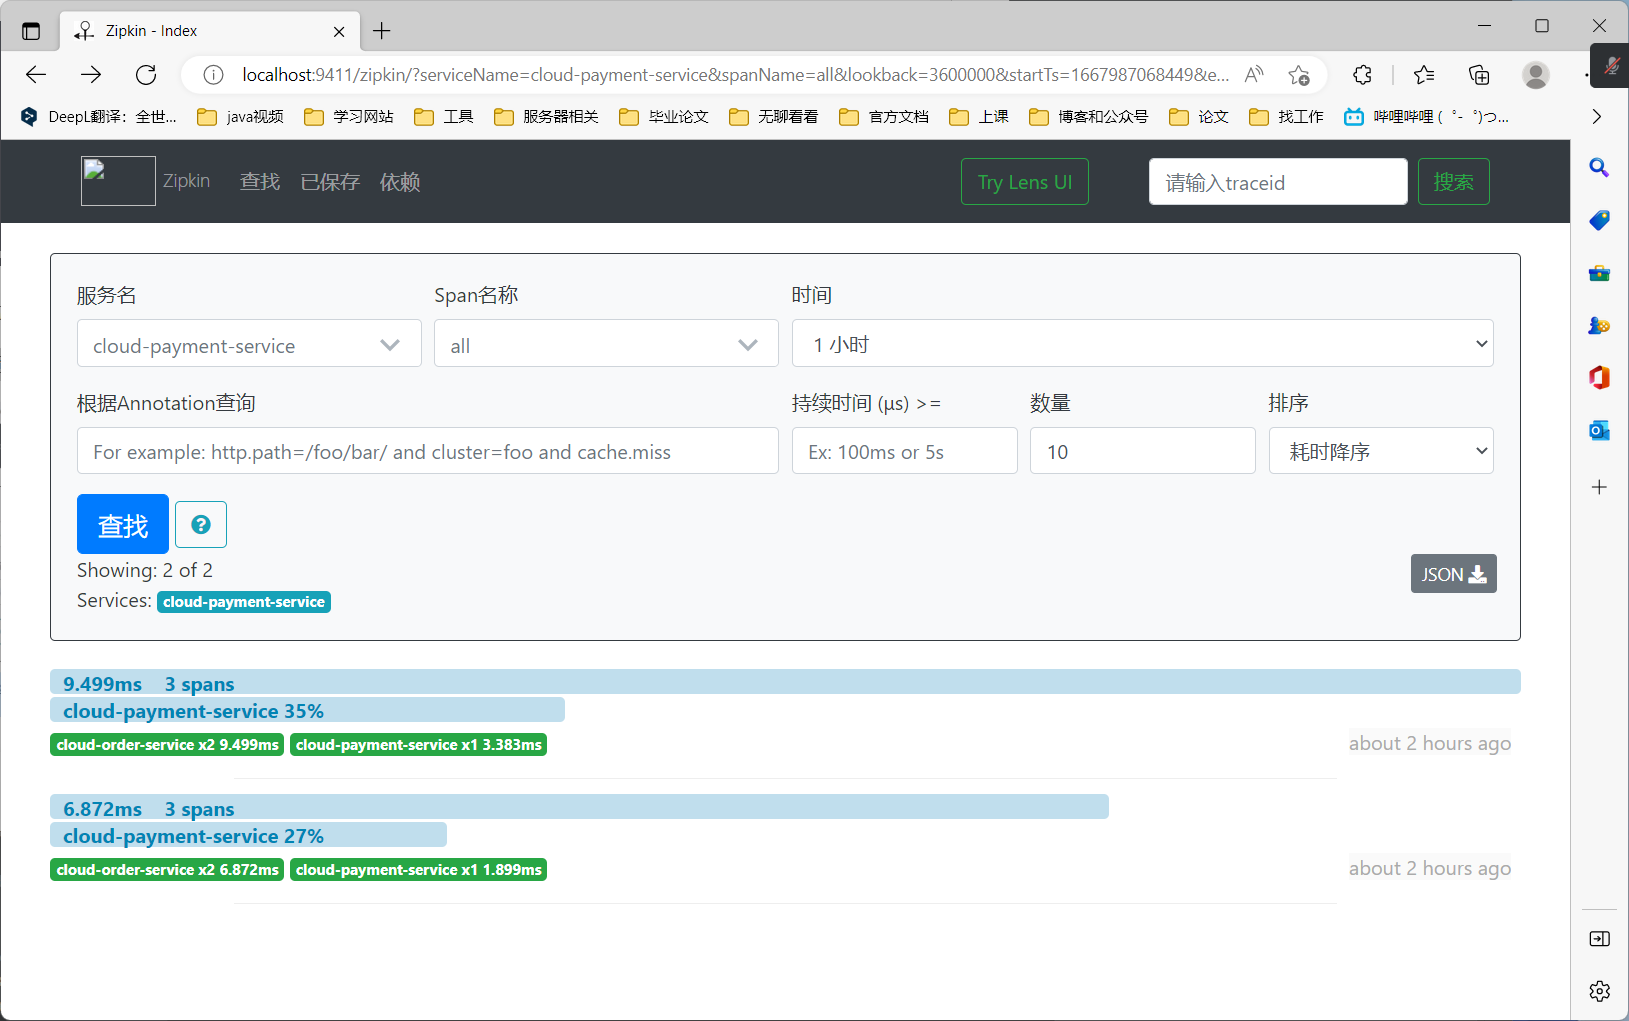 Zipkin - Index
localhost:9411/zipkin/?serviceName=cloud-payment-service&spanName=all&lookback=3600000&startTs=1667987068449&e...
DeepL翻译：全世... java视频 学习网站 工具 服务器相关 毕业论文 无聊看看 官方文档 上课 博客和公众号 论文 找工作 哔哩哔哩 (゜-゜)つ...
Zipkin 查找 已保存 依赖 Try Lens UI 请输入traceid 搜索
服务名 Span名称 时间
cloud-payment-service all 1 小时
根据Annotation查询 持续时间 (μs) >= 数量 排序
For example: http.path=/foo/bar/ and cluster=foo and cache.miss Ex: 100ms or 5s 10 耗时降序
查找
Showing: 2 of 2
JSON
Services: cloud-payment-service
9.499ms 3 spans
cloud-payment-service 35%
cloud-order-service x2 9.499ms cloud-payment-service x1 3.383ms about 2 hours ago
6.872ms 3 spans
cloud-payment-service 27%
cloud-order-service x2 6.872ms cloud-payment-service x1 1.899ms about 2 hours ago